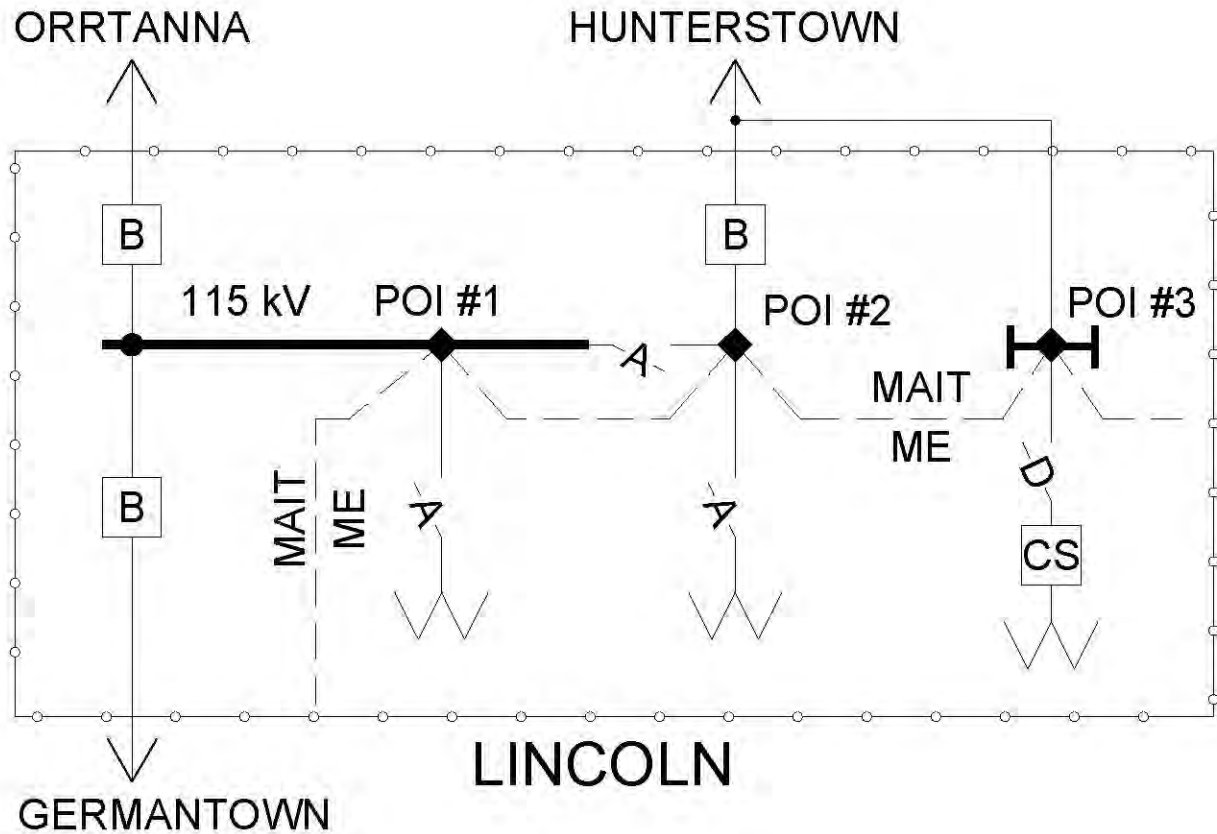 ORRTANNA
HUNTERSTOWN
B
B
115 kV
POI #1
POI #2
POI #3
A
MAIT
ME
B
MAIT
ME
A
A
D
CS
LINCOLN
GERMANTOWN